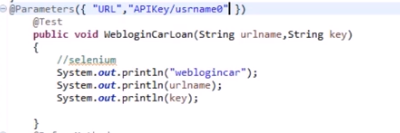 @Parameters({ "URL","APIKey/usrname0" })
@Test
public void WebloginCarLoan(String urlname,String key)
{
//selenium
System.out.println("weblogincar");
System.out.println(urlname);
System.out.println(key);
}